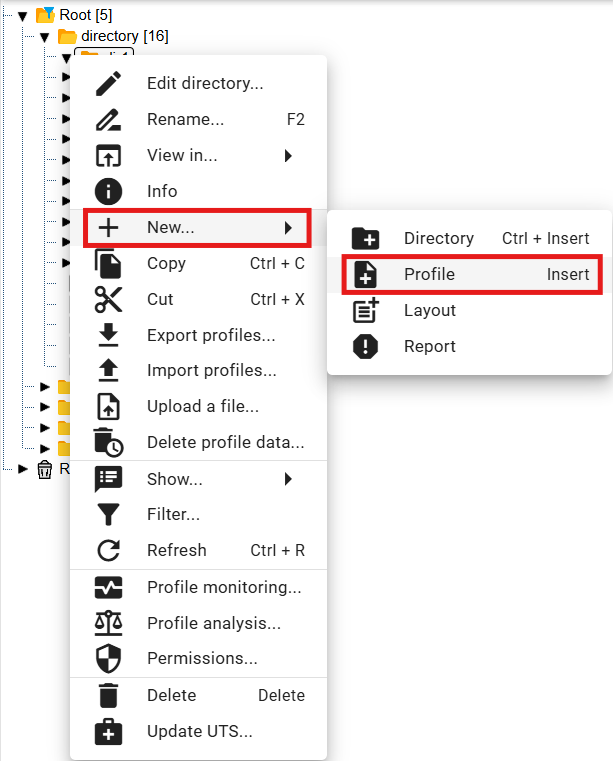 Root [5]
directory [16]
Edit directory...
Rename... F2
View in...
Info
New...
Copy Ctrl + C
Cut Ctrl + X
Export profiles...
Import profiles...
Upload a file...
Delete profile data...
Show...
Filter...
Refresh Ctrl + R
Profile monitoring...
Profile analysis...
Permissions...
Delete Delete
Update UTS...
Directory Ctrl + Insert
Profile Insert
Layout
Report